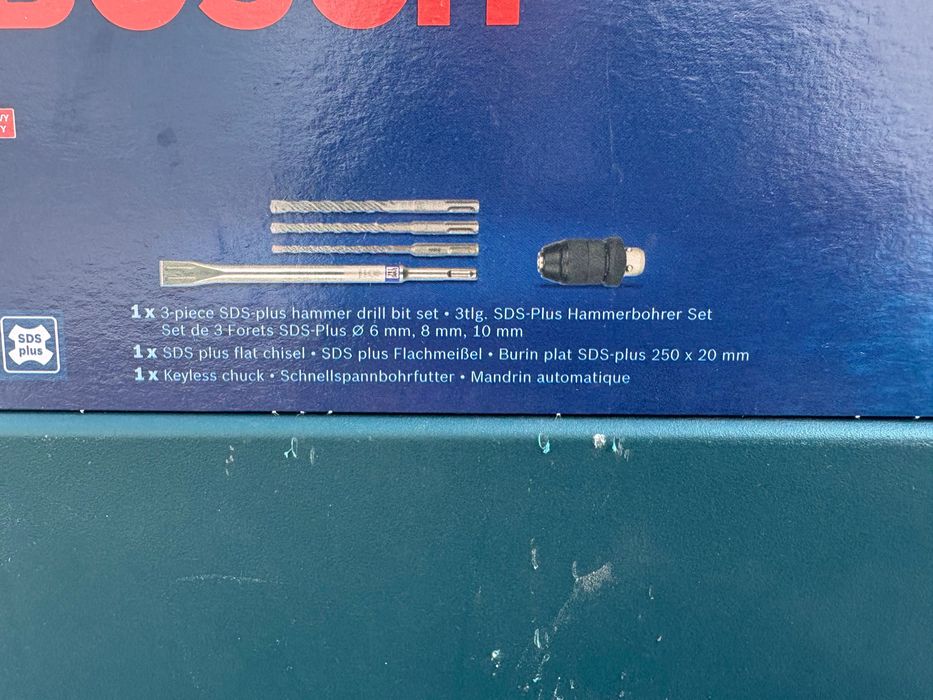 BOSCH
1 x 3-piece SDS-plus hammer drill bit set • 3tlg. SDS-Plus Hammerbohrer Set
Set de 3 Forets SDS-Plus Ø 6 mm, 8 mm, 10 mm
SDS
plus
1 x SDS plus flat chisel • SDS plus Flachmeißel • Burin plat SDS-plus 250 x 20 mm
1 x Keyless chuck • Schnellspannbohrfutter • Mandrin automatique